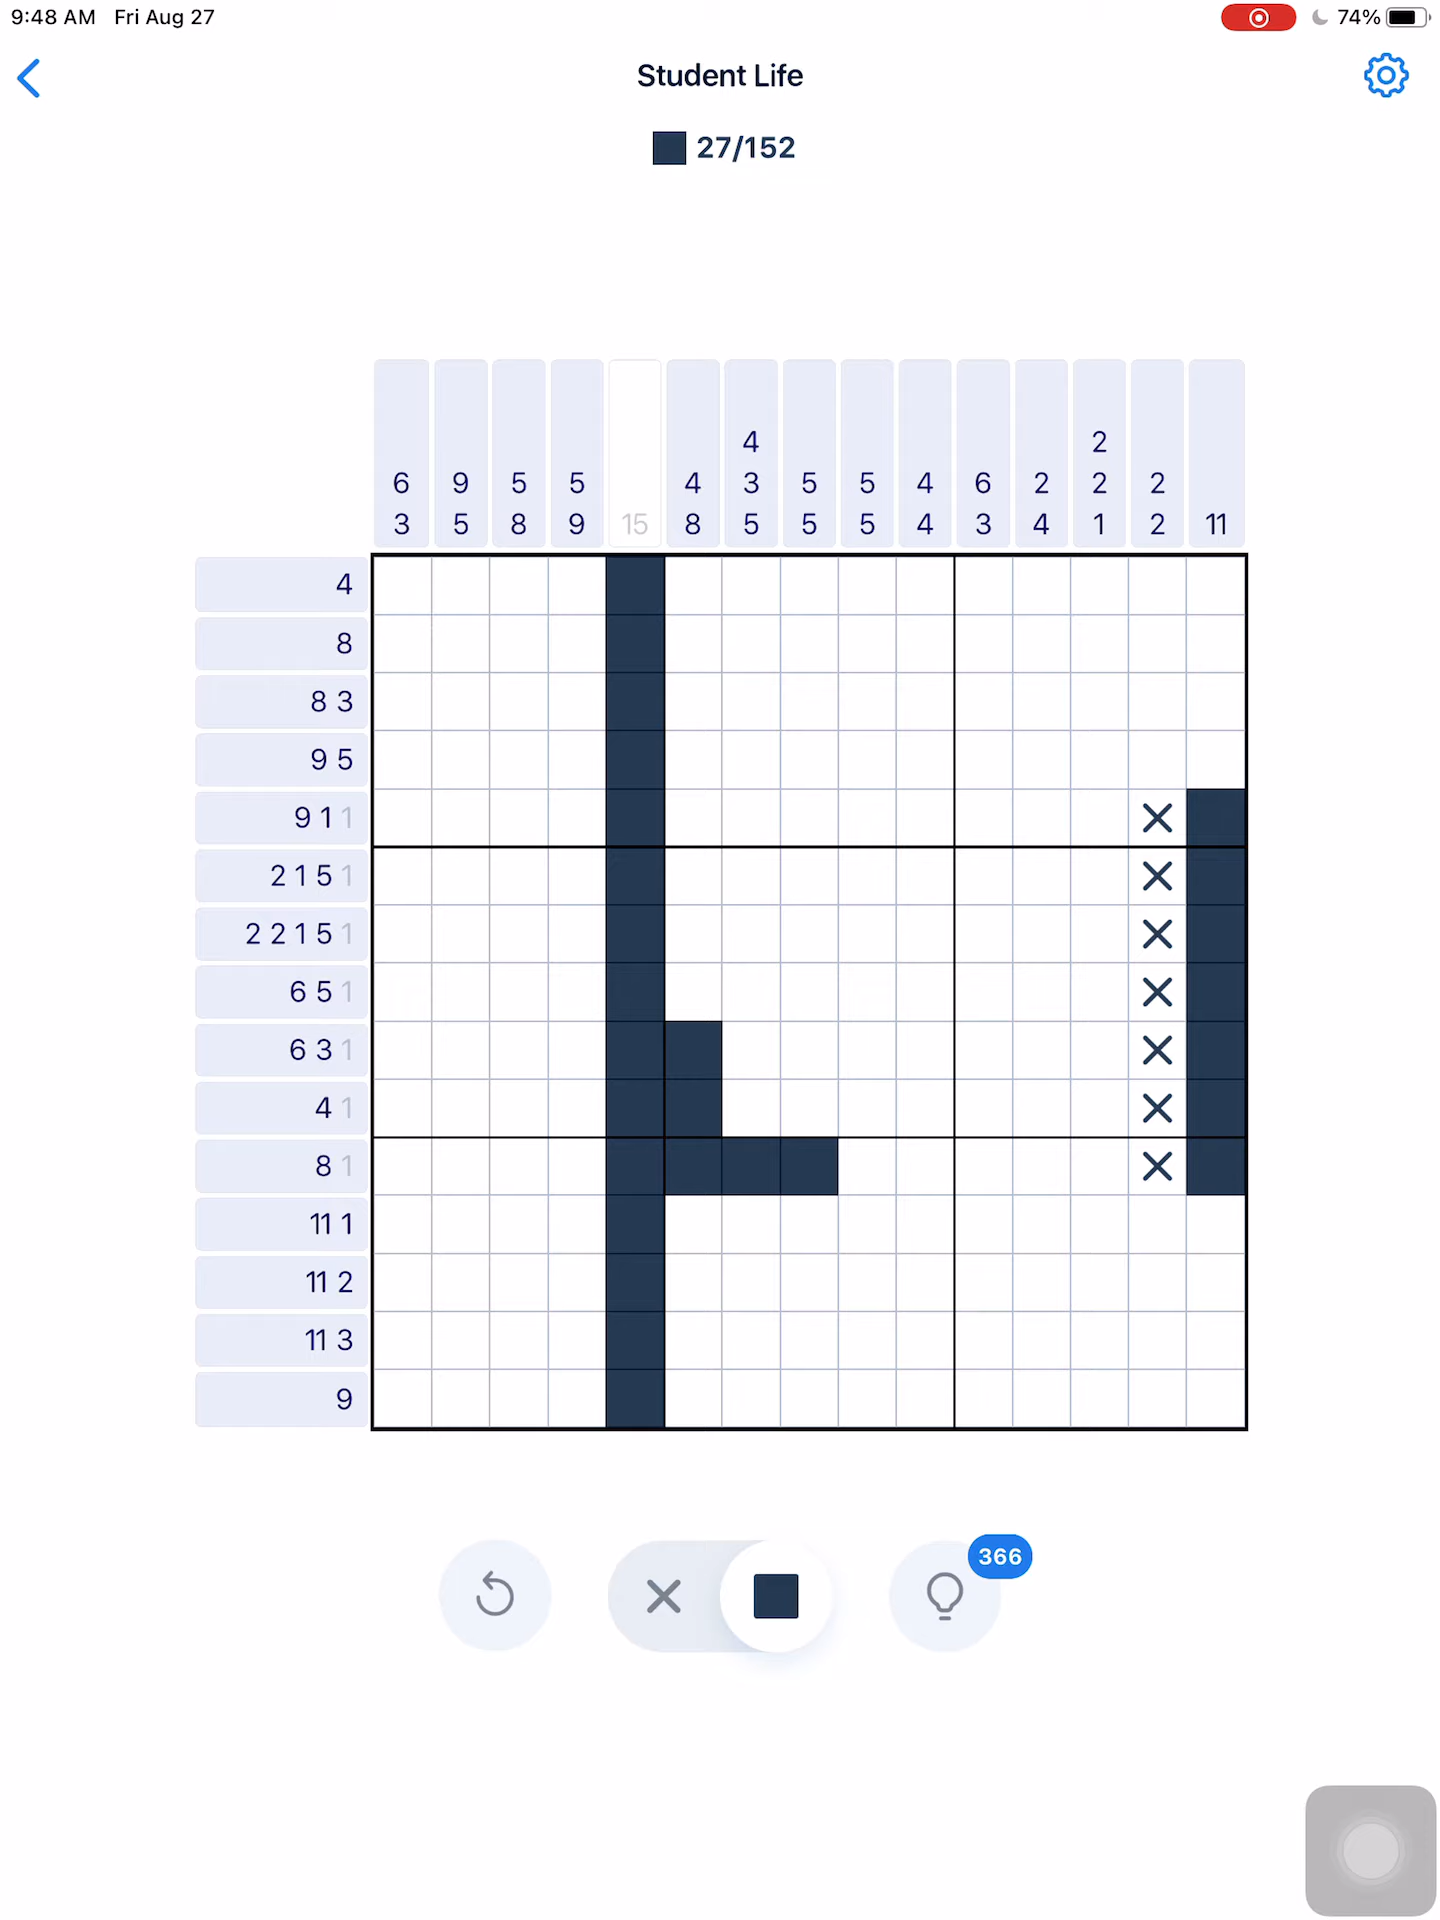 9:48 AM Fri Aug 27
74%
Student Life
27/152
4 2
6 9 5 5 4 3 5 5 4 6 2 2 2
3 5 8 9 15 8 5 5 5 4 3 4 1 2 11
4
8
8 3
9 5
9 1 1
2 1 5 1
2 2 1 5 1
6 5 1
6 3 1
4 1
8 1
11 1
11 2
11 3
9
366